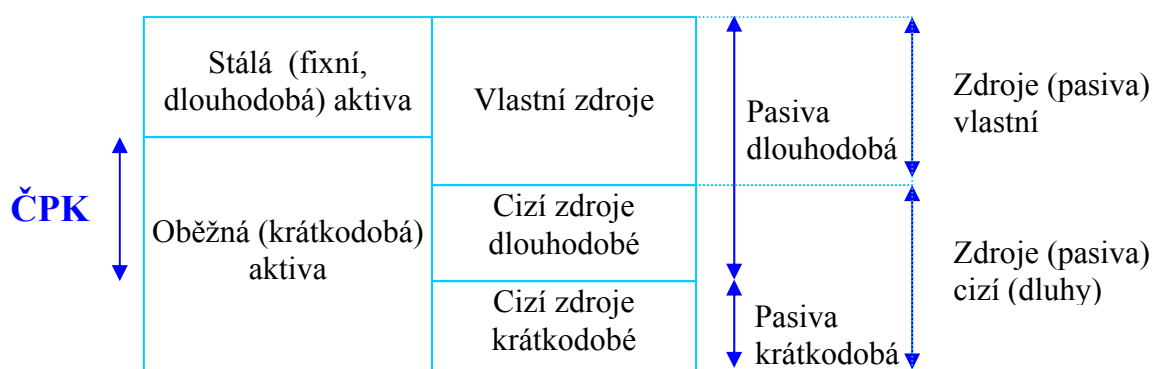 Stálá (fixní,
dlouhodobá) aktiva
Vlastní zdroje
Pasiva
dlouhodobá
Zdroje (pasiva)
vlastní
ČPK
Oběžná (krátkodobá)
aktiva
Cizí zdroje
dlouhodobé
Zdroje (pasiva)
cizí (dluhy)
Cizí zdroje
krátkodobé
Pasiva
krátkodobá